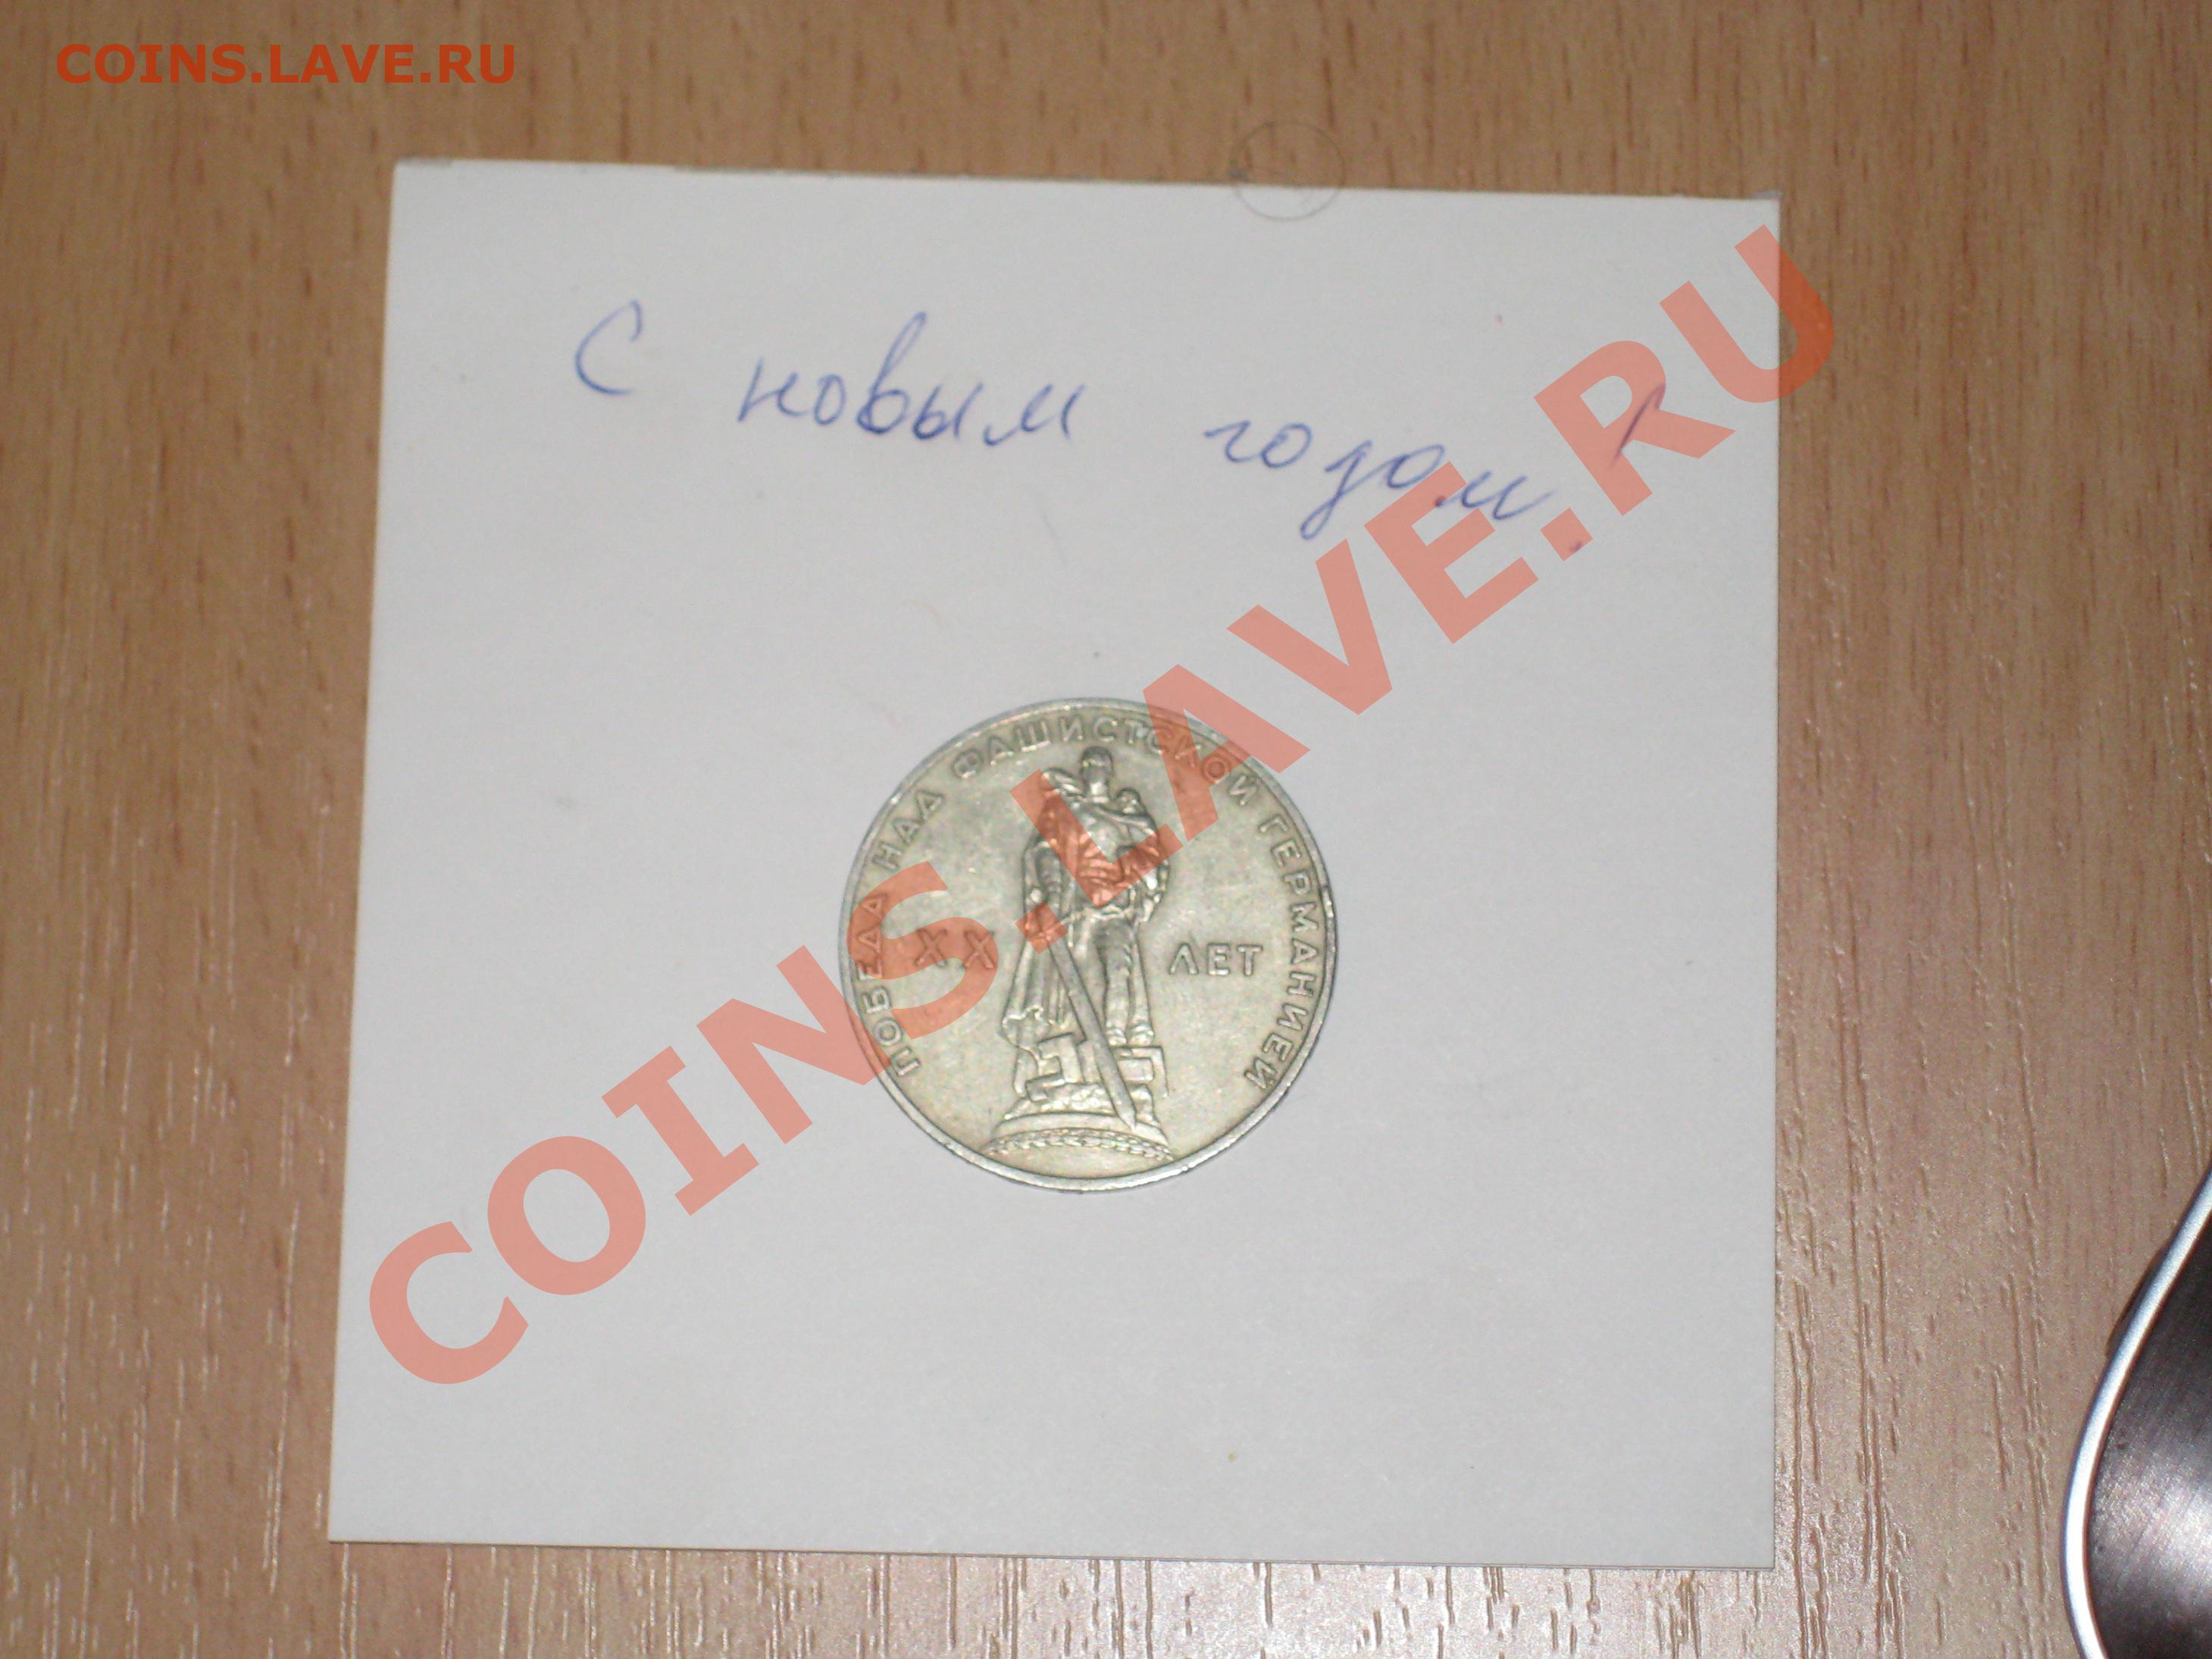 COINS.LAVE.RU
С новым годом!
ПОБЕДА НАД ФАШИСТСКОЙ ГЕРМАНИЕЙ
XX ЛЕТ
COINS.LAVE.RU